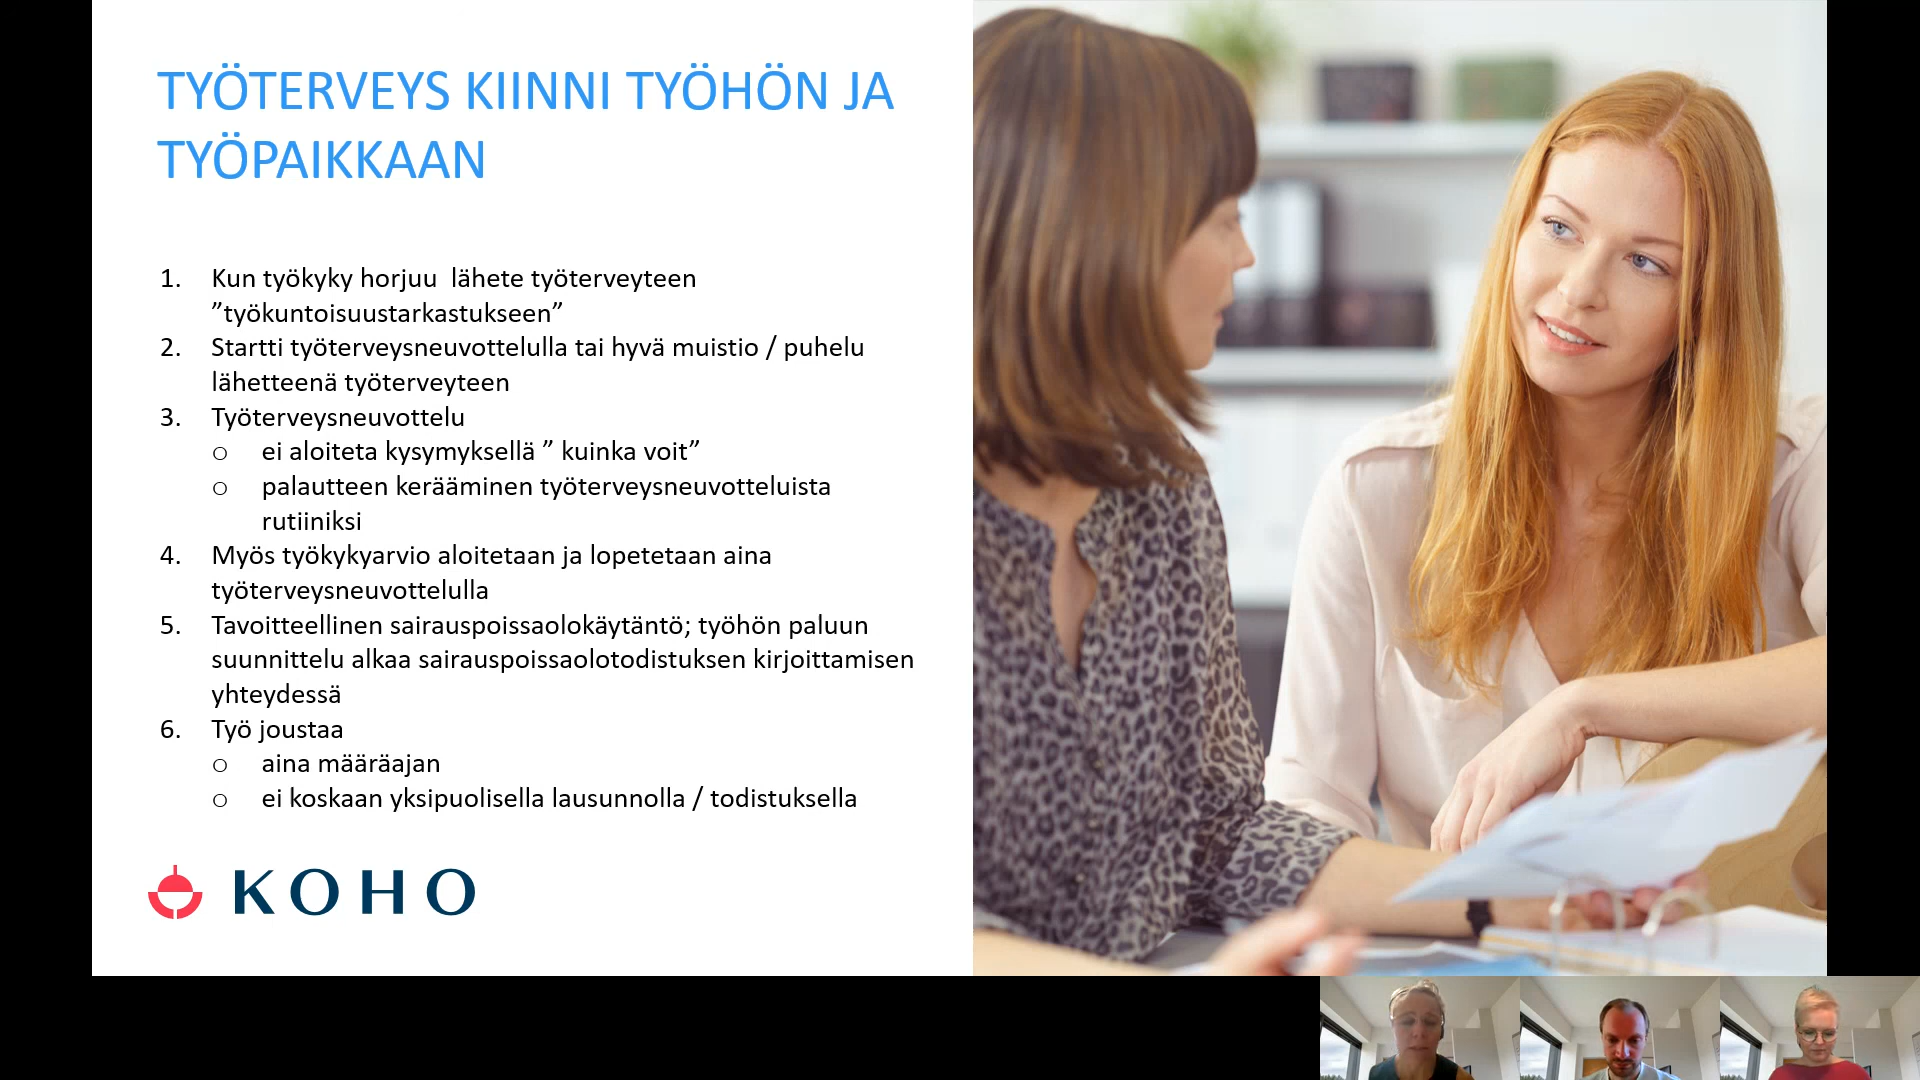 TYÖTERVEYS KIINNI TYÖHÖN JA
TYÖPAIKKAAN
1. Kun työkyky horjuu  lähete työterveyteen
”työkuntoisuustarkastukseen”
2. Startti työterveysneuvottelulla tai hyvä muistio / puhelu
lähetteenä työterveyteen
3. Työterveysneuvottelu
o ei aloiteta kysymyksellä ” kuinka voit”
o palautteen kerääminen työterveysneuvotteluista
rutiiniksi
4. Myös työkykyarvio aloitetaan ja lopetetaan aina
työterveysneuvottelulla
5. Tavoitteellinen sairauspoissaolokäytäntö; työhön paluun
suunnittelu alkaa sairauspoissaolotodistuksen kirjoittamisen
yhteydessä
6. Työ joustaa
o aina määräajan
o ei koskaan yksipuolisella lausunnolla / todistuksella
KOHO